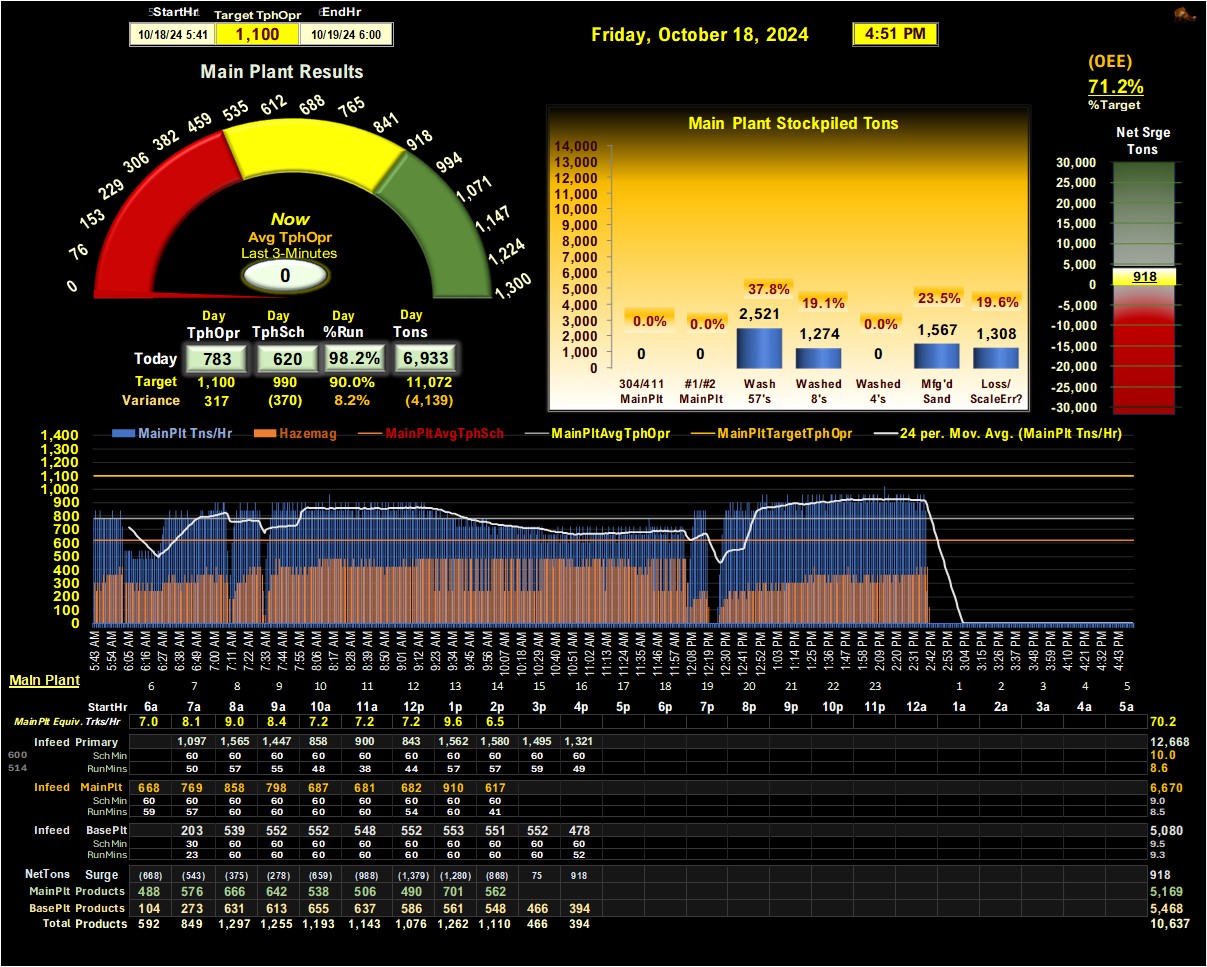 StartHr Target TphOpr EndHr
10/18/24 5:41 1,100 10/19/24 6:00
Friday, October 18, 2024 4:51 PM
(OEE)
71.2%
%Target
Main Plant Results
0 76 153 229 306 382 459 535 612 688 765 841 918 994 1,071 1,147 1,224 1,300
Now
Avg TphOpr
Last 3-Minutes
0
Day Day Day Day
TphOpr TphSch %Run Tons
Today 783 620 98.2% 6,933
Target 1,100 990 90.0% 11,072
Variance 317 (370) 8.2% (4,139)
Main Plant Stockpiled Tons
14,000
13,000
12,000
11,000
10,000
9,000
8,000
7,000
6,000
5,000
4,000
3,000
2,000
1,000
0
0.0% 0.0% 37.8% 19.1% 0.0% 23.5% 19.6%
0 0 2,521 1,274 0 1,567 1,308
304/411 #1/#2 Wash Washed Washed Mfg'd Loss/
MainPlt MainPlt 57's 8's 4's Sand ScaleErr?
Net Srge
Tons
30,000
25,000
20,000
15,000
10,000
5,000
0
-5,000
-10,000
-15,000
-20,000
-25,000
-30,000
918
MainPlt Tns/Hr Hazemag MainPltAvgTphSch MainPltAvgTphOpr MainPltTargetTphOpr 24 per. Mov. Avg. (MainPlt Tns/Hr)
1,400
1,300
1,200
1,100
1,000
900
800
700
600
500
400
300
200
100
0
5:43 AM 5:54 AM 6:05 AM 6:16 AM 6:27 AM 6:38 AM 6:49 AM 7:00 AM 7:11 AM 7:33 AM 7:44 AM 7:55 AM 8:06 AM 8:17 AM 8:28 AM 8:39 AM 8:50 AM 9:01 AM 9:12 AM 9:23 AM 9:34 AM 9:45 AM 9:56 AM 10:07 AM 10:18 AM 10:29 AM 10:40 AM 10:51 AM 11:02 AM 11:13 AM 11:24 AM 11:35 AM 11:46 AM 11:57 AM 12:08 PM 12:19 PM 12:30 PM 12:41 PM 12:52 PM 1:03 PM 1:14 PM 1:25 PM 1:36 PM 1:47 PM 1:58 PM 2:09 PM 2:20 PM 2:31 PM 2:42 PM 2:53 PM 3:04 PM 3:15 PM 3:26 PM 3:37 PM 3:48 PM 3:59 PM 4:10 PM 4:21 PM 4:32 PM 4:43 PM
Main Plant
6 7 8 9 10 11 12 13 14 15 16 17 18 19 20 21 22 23 1 2 3 4 5
StartHr 6a 7a 8a 9a 10a 11a 12p 1p 2p 3p 4p 5p 6p 7p 8p 9p 10p 11p 12a 1a 2a 3a 4a 5a
MainPlt Equiv. Trks/Hr 7.0 8.1 9.0 8.4 7.2 7.2 7.2 9.6 6.5 70.2
Infeed Primary 1,097 1,565 1,447 858 900 843 1,562 1,580 1,495 1,321 12,668
600 SchMin 60 60 60 60 60 60 60 60 60 60 10.0
514 RunMins 50 57 55 48 38 44 57 57 59 49 8.6
Infeed MainPlt 668 769 858 798 687 681 682 910 617 6,670
SchMin 60 60 60 60 60 60 60 60 60 9.0
RunMins 59 57 60 60 60 60 54 60 41 8.5
Infeed BasePlt 203 539 552 552 548 552 553 551 552 478 5,080
SchMin 30 60 60 60 60 60 60 60 60 60 9.5
RunMins 23 60 60 60 60 60 60 60 60 52 9.3
NetTons Surge (668) (543) (375) (278) (659) (988) (1,379) (1,280) (868) 75 918 918
MainPlt Products 488 576 666 642 538 506 490 701 562 5,169
BasePlt Products 104 273 631 613 655 637 586 561 548 466 394 5,468
Total Products 592 849 1,297 1,255 1,193 1,143 1,076 1,262 1,110 466 394 10,637